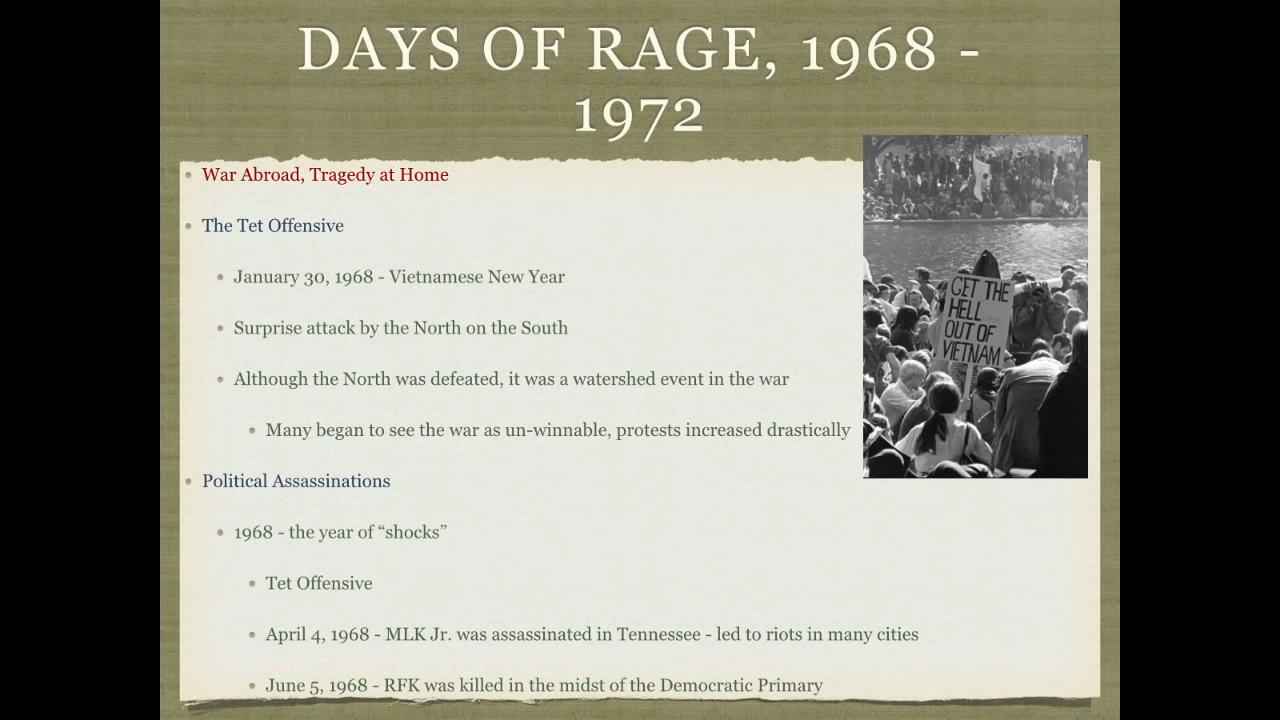 DAYS OF RAGE, 1968 -
1972
War Abroad, Tragedy at Home
The Tet Offensive
January 30, 1968 - Vietnamese New Year
Surprise attack by the North on the South
Although the North was defeated, it was a watershed event in the war
Many began to see the war as un-winnable, protests increased drastically
GET THE
HELL
OUT OF
VIETNAM
Political Assassinations
1968 - the year of “shocks”
Tet Offensive
April 4, 1968 - MLK Jr. was assassinated in Tennessee - led to riots in many cities
June 5, 1968 - RFK was killed in the midst of the Democratic Primary